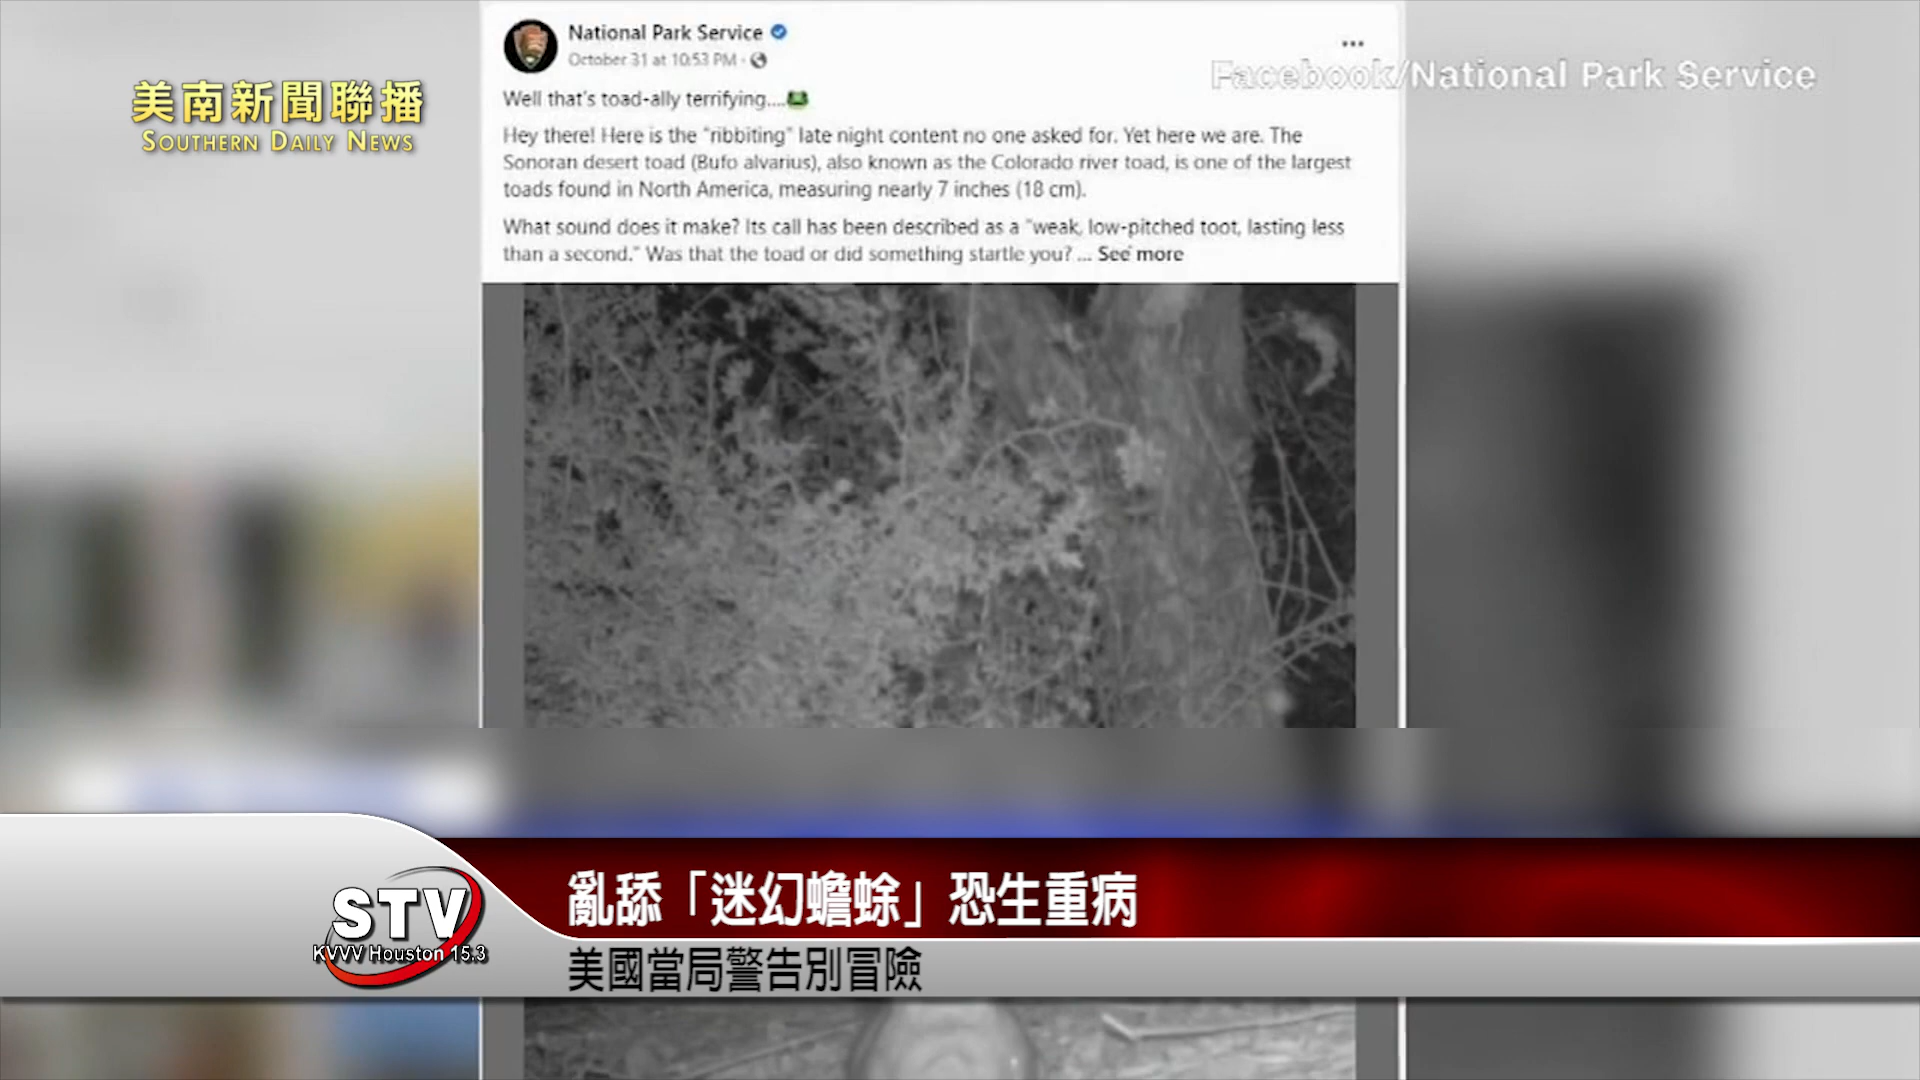 National Park Service
October 31 at 10:53 PM ·
Facebook/National Park Service
美南新聞聯播
SOUTHERN DAILY NEWS
Well that's toad-ally terrifying....🐸
Hey there! Here is the "ribbiting" late night content no one asked for. Yet here we are. The
Sonoran desert toad (Bufo alvarius), also known as the Colorado river toad, is one of the largest
toads found in North America, measuring nearly 7 inches (18 cm).
What sound does it make? Its call has been described as a "weak, low-pitched toot, lasting less
than a second." Was that the toad or did something startle you? ... See more
亂舔「迷幻蟾蜍」恐生重病
STV
KVVV Houston 15.3
美國當局警告別冒險